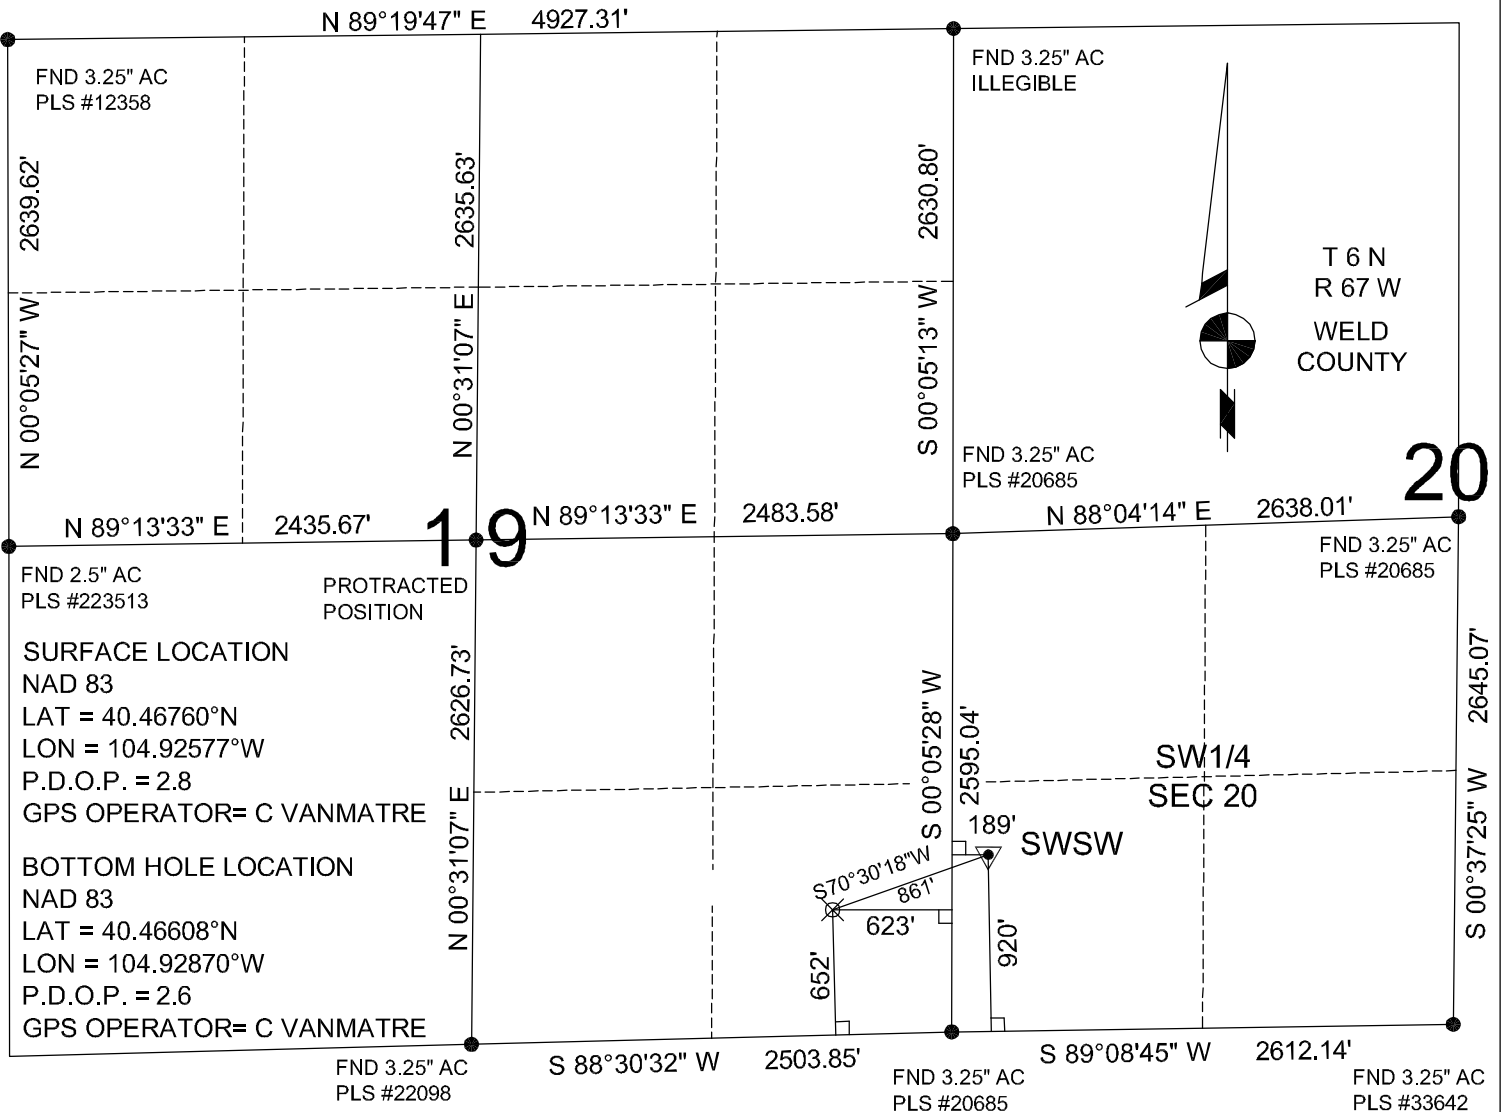 N 89°19'47" E 4927.31'
FND 3.25" AC
PLS #12358
FND 3.25" AC
ILLEGIBLE
2639.62'
N 00°05'27" W
2635.63'
N 00°31'07" E
2630.80'
S 00°05'13" W
T 6 N
R 67 W
WELD
COUNTY
FND 3.25" AC
PLS #20685
20
N 89°13'33" E 2435.67'
19
N 89°13'33" E 2483.58'
N 88°04'14" E 2638.01'
FND 3.25" AC
PLS #20685
FND 2.5" AC
PLS #223513
PROTRACTED
POSITION
SURFACE LOCATION
NAD 83
LAT = 40.46760°N
LON = 104.92577°W
P.D.O.P. = 2.8
GPS OPERATOR= C VANMATRE
BOTTOM HOLE LOCATION
NAD 83
LAT = 40.46608°N
LON = 104.92870°W
P.D.O.P. = 2.6
GPS OPERATOR= C VANMATRE
2626.73'
N 00°31'07" E
S 00°05'28" W
2595.04'
SW1/4
SEC 20
2645.07'
S 00°37'25" W
189'
SWSW
S70°30'18"W
861'
623'
652'
920'
FND 3.25" AC
PLS #22098
S 88°30'32" W 2503.85'
FND 3.25" AC
PLS #20685
S 89°08'45" W 2612.14'
FND 3.25" AC
PLS #33642